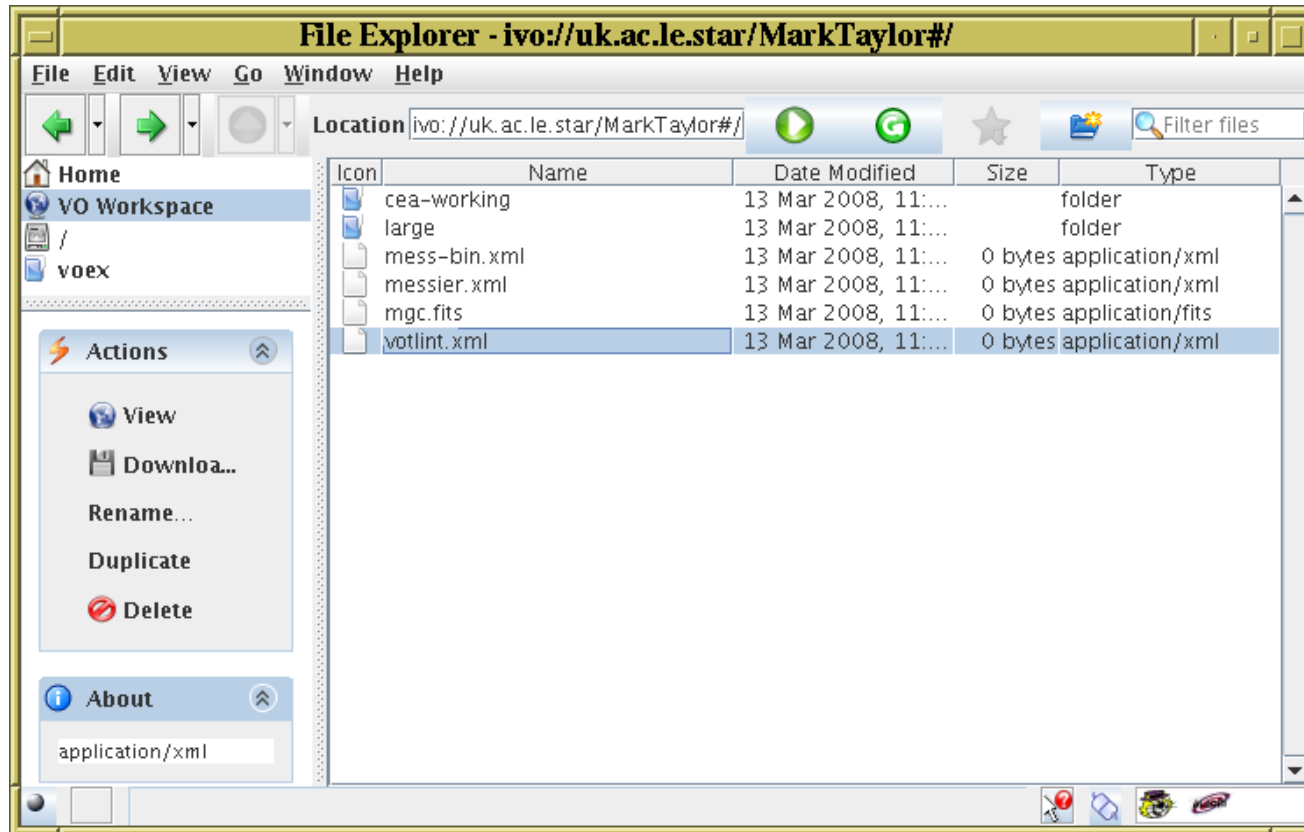 File Explorer - ivo://uk.ac.le.star/MarkTaylor#/
File Edit View Go Window Help
Location ivo://uk.ac.le.star/MarkTaylor#/ Filter files
Home
VO Workspace
/
voex
Icon Name Date Modified Size Type
cea-working 13 Mar 2008, 11:... folder
large 13 Mar 2008, 11:... folder
mess-bin.xml 13 Mar 2008, 11:... 0 bytes application/xml
messier.xml 13 Mar 2008, 11:... 0 bytes application/xml
mgc.fits 13 Mar 2008, 11:... 0 bytes application/fits
votlint.xml 13 Mar 2008, 11:... 0 bytes application/xml
Actions
View
Downloa...
Rename...
Duplicate
Delete
About
application/xml